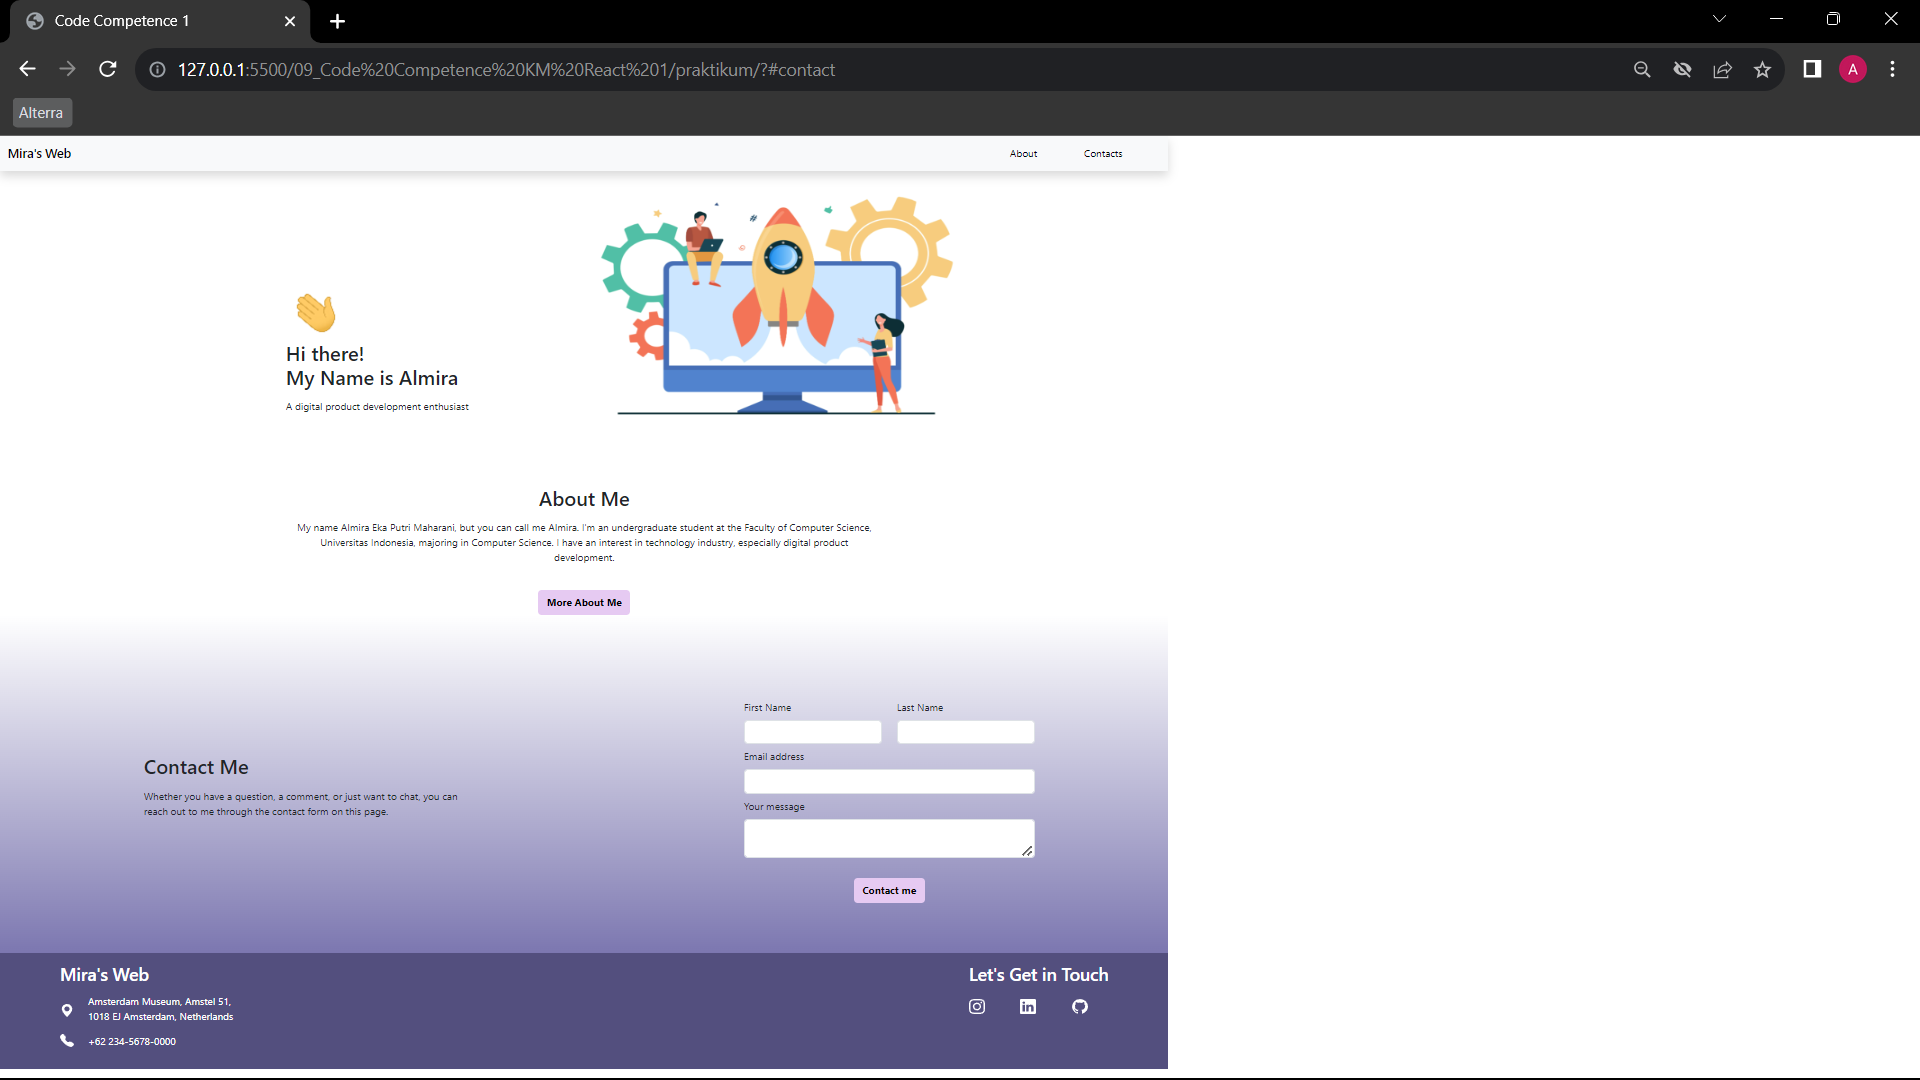 Code Competence 1
127.0.0.1:5500/09_Code%20Competence%20KM%20React%201/praktikum/?#contact
A
Alterra
Mira's Web
About
Contacts
Hi there!
My Name is Almira
A digital product development enthusiast
About Me
My name Almira Eka Putri Maharani, but you can call me Almira. I'm an undergraduate student at the Faculty of Computer Science,
Universitas Indonesia, majoring in Computer Science. I have an interest in technology industry, especially digital product
development.
More About Me
First Name
Last Name
Contact Me
Whether you have a question, a comment, or just want to chat, you can
reach out to me through the contact form on this page.
Email address
Your message
Contact me
Mira's Web
Amsterdam Museum, Amstel 51,
1018 EJ Amsterdam, Netherlands
+62 234-5678-0000
Let's Get in Touch